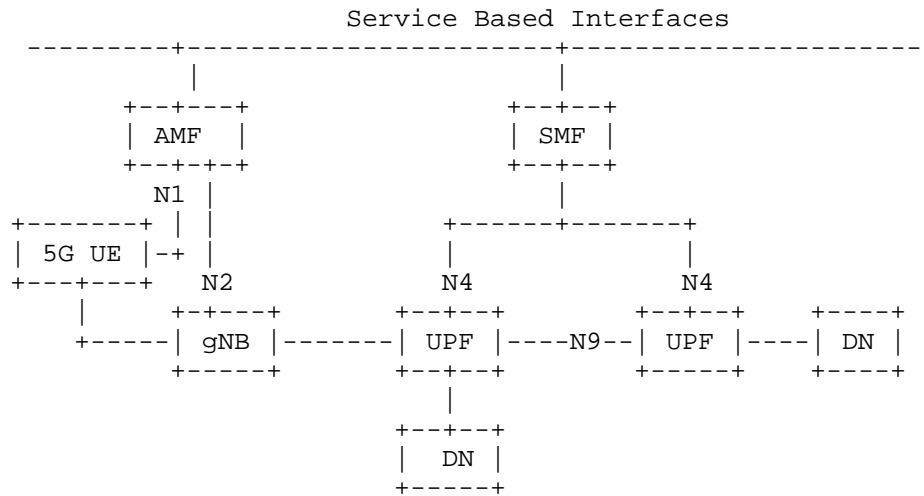 Service Based Interfaces
AMF SMF
N1
5G UE
N2 N4 N4
gNB UPF N9 UPF DN
DN